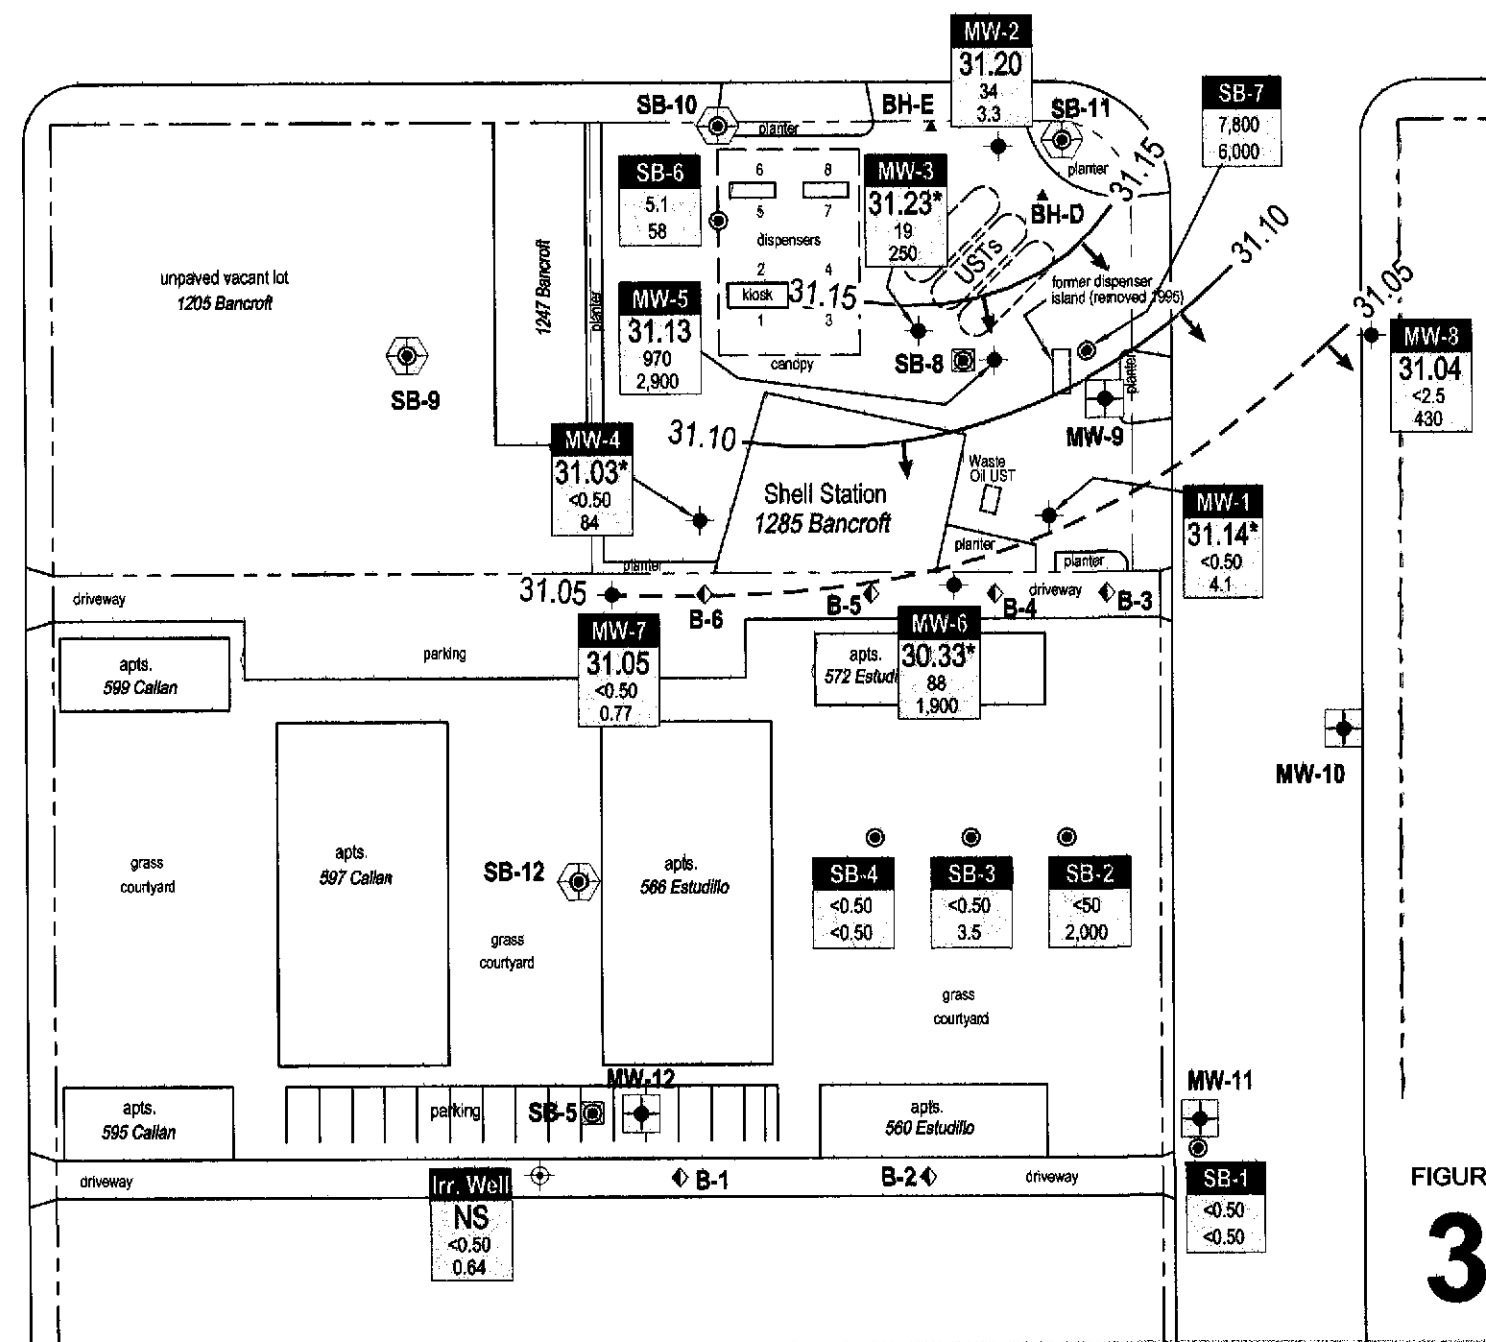 MW-2
31.20
34
3.3
SB-10
BH-E
SB-11
SB-7
7,800
6,000
planter
planter
SB-6
5.1
58
6
8
5
7
dispensers
2
4
kiosk
1
3
canopy
MW-3
31.23*
19
250
BH-D
USTs
31.15
31.15
31.10
31.05
former dispenser
island (removed 1995)
unpaved vacant lot
1205 Bancroft
1247 Bancroft
planter
MW-5
31.13
970
2,900
SB-8
planter
MW-8
31.04
<2.5
430
SB-9
MW-9
MW-4
31.03*
<0.50
84
31.10
Waste
Oil UST
Shell Station
1285 Bancroft
MW-1
31.14*
<0.50
4.1
planter
planter
planter
driveway
31.05
B-6
B-5
B-4
driveway
B-3
MW-7
31.05
<0.50
0.77
MW-6
30.33*
88
1,900
parking
apts.
599 Callan
apts.
572 Estudi
MW-10
grass
courtyard
apts.
597 Callan
SB-12
apts.
566 Estudillo
grass
courtyard
SB-4
<0.50
<0.50
SB-3
<0.50
3.5
SB-2
<50
2,000
grass
courtyard
MW-12
MW-11
apts.
595 Callan
parking
SB-5
apts.
560 Estudillo
driveway
Irr. Well
NS
<0.50
0.64
B-1
B-2
driveway
SB-1
<0.50
<0.50
FIGUR
3